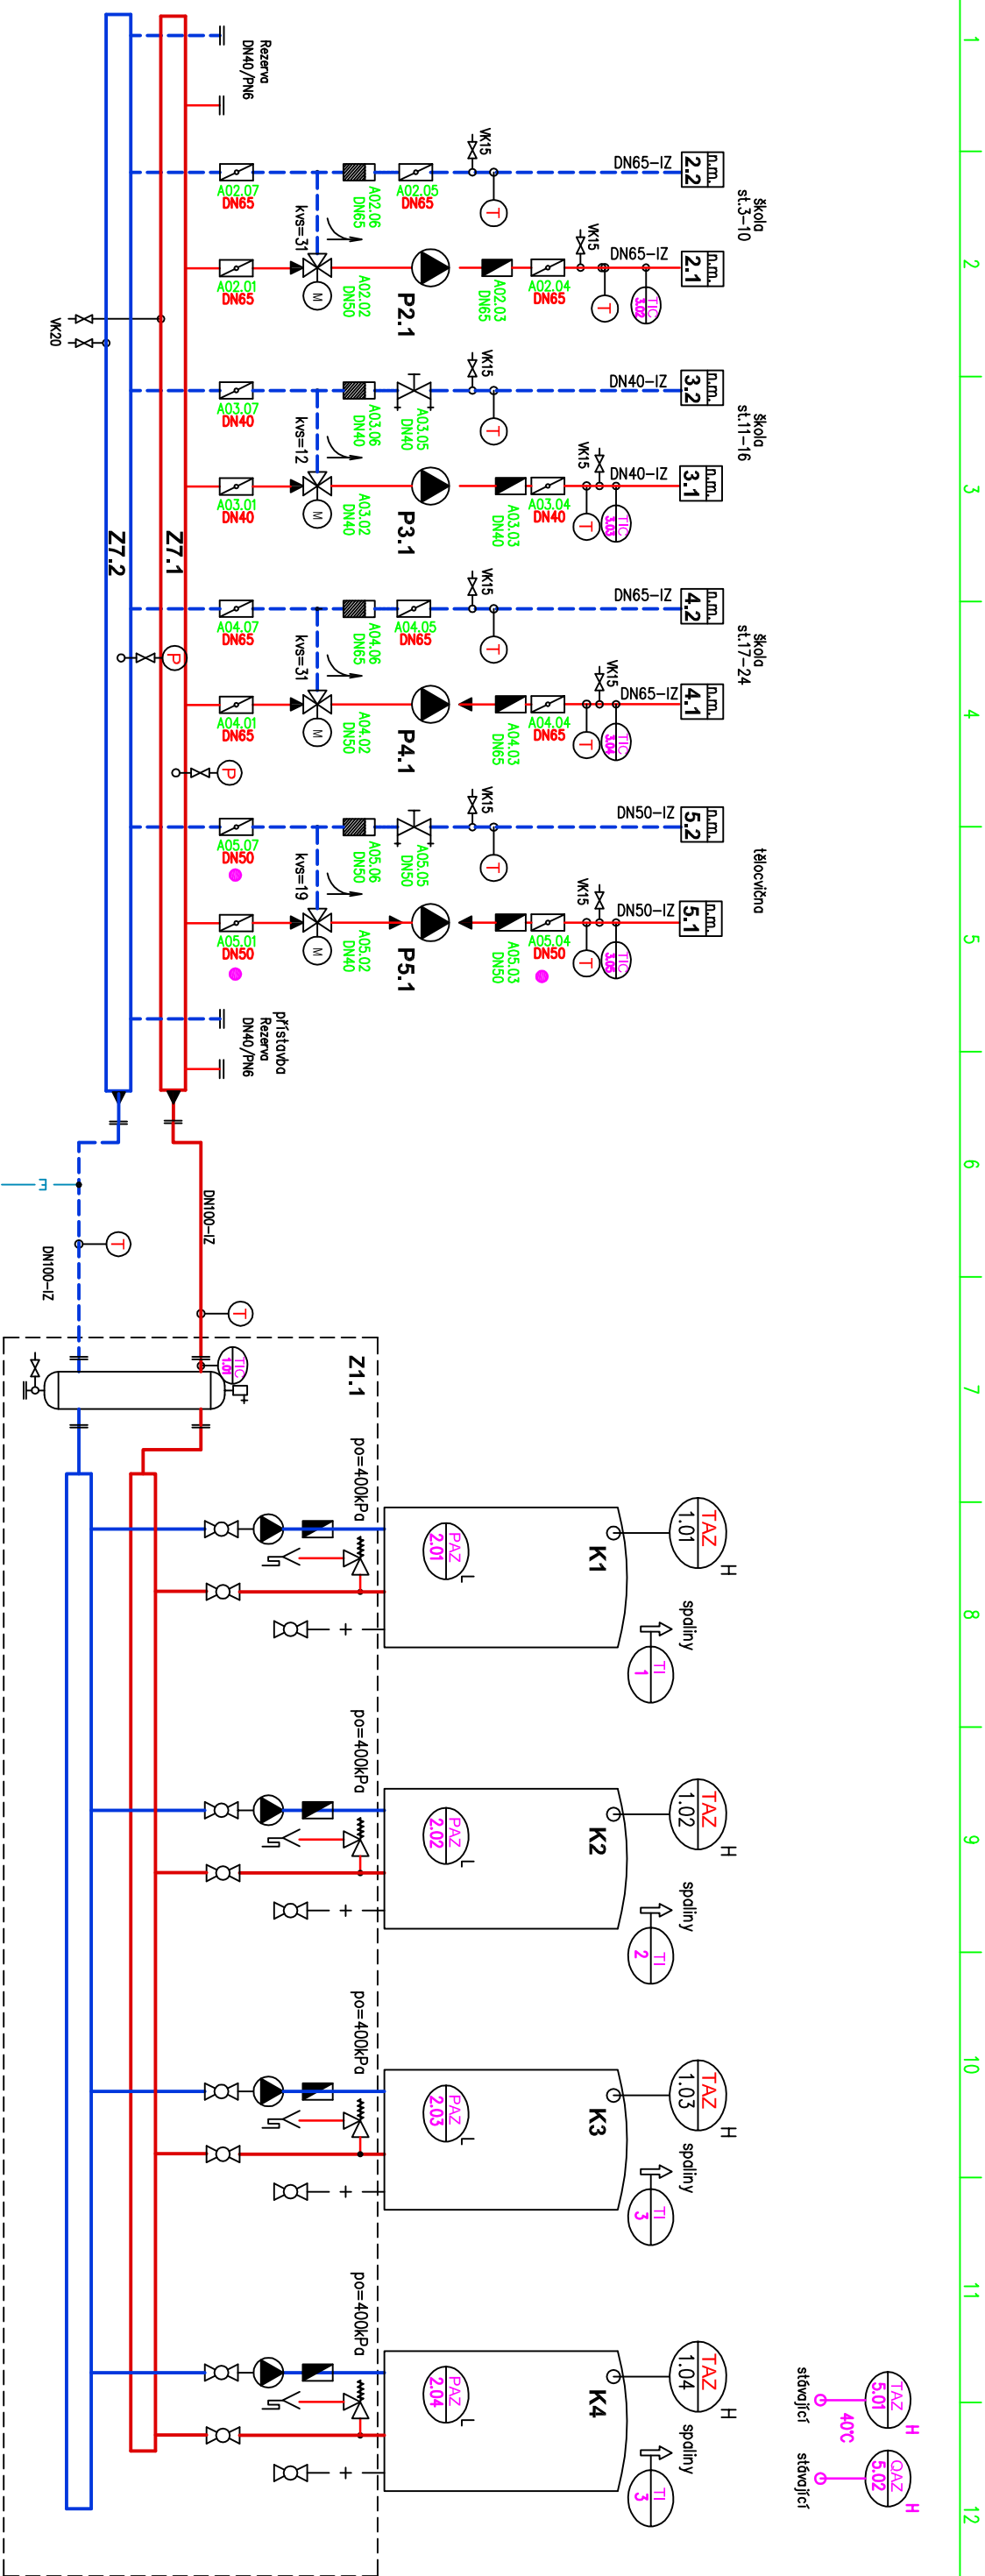 1
2
3
4
5
6
7
8
9
10
11
12
Rezerva
DN40/PN6
škola
st.3-10
n.m.
2.2
n.m.
2.1
DN65-IZ
DN65-IZ
VK15
VK15
T
T
TIC
3.02
A02.05
DN65
A02.04
DN65
A02.06
DN65
A02.03
DN65
P2.1
A02.02
DN50
M
kvs=31
A02.07
DN65
A02.01
DN65
VK20
škola
st.11-16
n.m.
3.2
n.m.
3.1
DN40-IZ
DN40-IZ
VK15
VK15
T
T
TIC
3.03
A03.05
DN40
A03.04
DN40
A03.06
DN40
A03.03
DN40
P3.1
A03.02
DN40
M
kvs=12
A03.07
DN40
A03.01
DN40
Z7.1
Z7.2
škola
st.17-24
n.m.
4.2
n.m.
4.1
DN65-IZ
DN65-IZ
VK15
VK15
T
T
TIC
3.04
A04.05
DN65
A04.04
DN65
A04.06
DN65
A04.03
DN65
P4.1
A04.02
DN50
M
kvs=31
A04.07
DN65
A04.01
DN65
P
P
tělocvična
n.m.
5.2
n.m.
5.1
DN50-IZ
DN50-IZ
VK15
VK15
T
T
TIC
3.05
A05.05
DN50
A05.04
DN50
A05.06
DN50
A05.03
DN50
P5.1
A05.02
DN40
M
kvs=19
A05.07
DN50
A05.01
DN50
přístavba
Rezerva
DN40/PN6
DN100-IZ
DN100-IZ
E
T
T
TIC
1.01
Z1.1
po=400kPa
K1
TAZ
1.01
H
PAZ
2.01
L
spaliny
TI
1
po=400kPa
K2
TAZ
1.02
H
PAZ
2.02
L
spaliny
TI
2
po=400kPa
K3
TAZ
1.03
H
PAZ
2.03
L
spaliny
TI
3
po=400kPa
K4
TAZ
1.04
H
PAZ
2.04
L
spaliny
TI
3
TAZ
5.01
H
40°C
stávající
QAZ
5.02
H
stávající